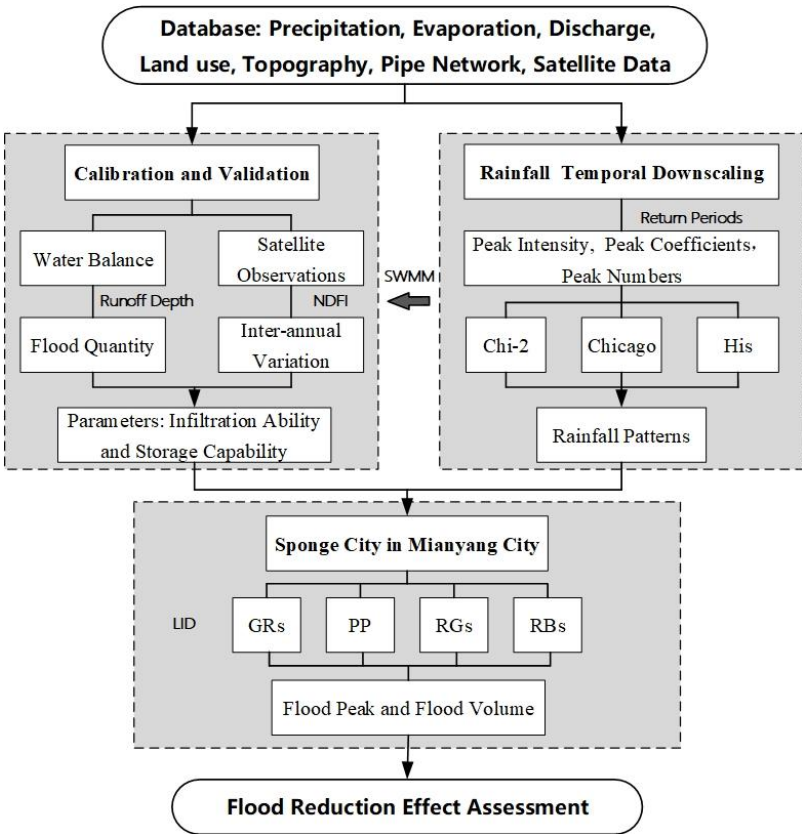 Database: Precipitation, Evaporation, Discharge,
Land use, Topography, Pipe Network, Satellite Data
Calibration and Validation
Water Balance
Satellite
Observations
Runoff Depth
NDFI
Flood Quantity
Inter-annual
Variation
Parameters: Infiltration Ability
and Storage Capability
SWMM
Rainfall Temporal Downscaling
Return Periods
Peak Intensity, Peak Coefficients,
Peak Numbers
Chi-2
Chicago
His
Rainfall Patterns
Sponge City in Mianyang City
LID
GRs
PP
RGs
RBs
Flood Peak and Flood Volume
Flood Reduction Effect Assessment